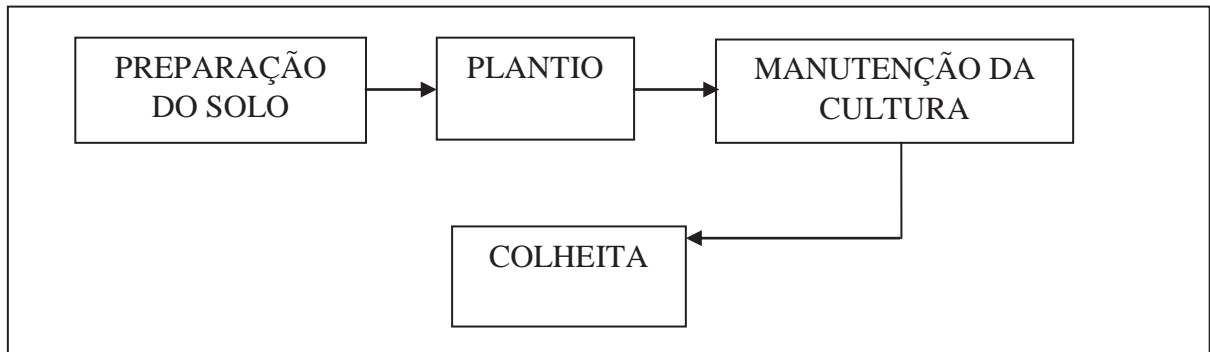 PREPARAÇÃO
DO SOLO
PLANTIO
MANUTENÇÃO DA
CULTURA
COLHEITA